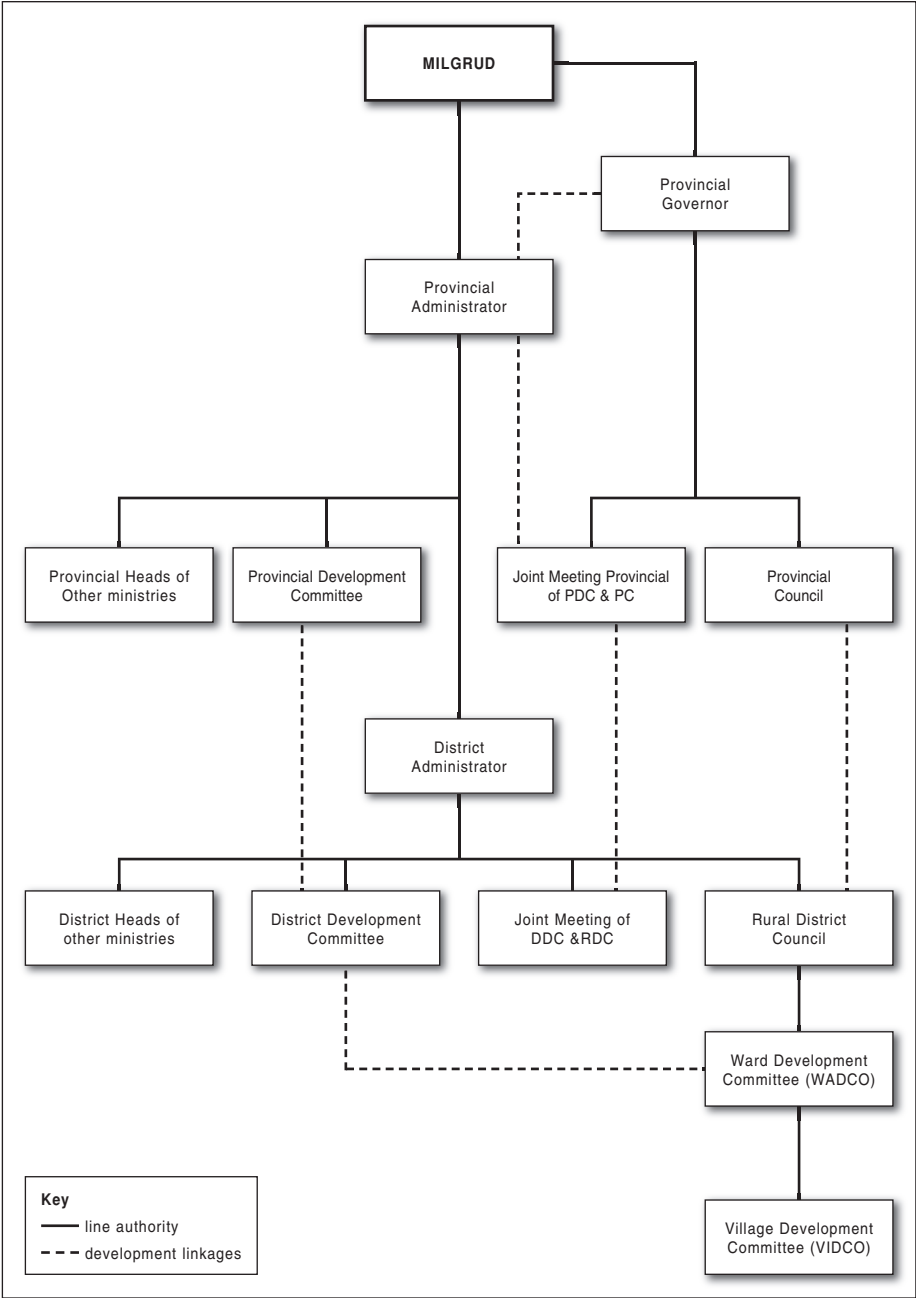 MILGRUD
Provincial
Governor
Provincial
Administrator
Provincial Heads of
Other ministries
Provincial Development
Committee
Joint Meeting Provincial
of PDC & PC
Provincial
Council
District
Administrator
District Heads of
other ministries
District Development
Committee
Joint Meeting of
DDC &RDC
Rural District
Council
Ward Development
Committee (WADCO)
Village Development
Committee (VIDCO)
Key
line authority
development linkages